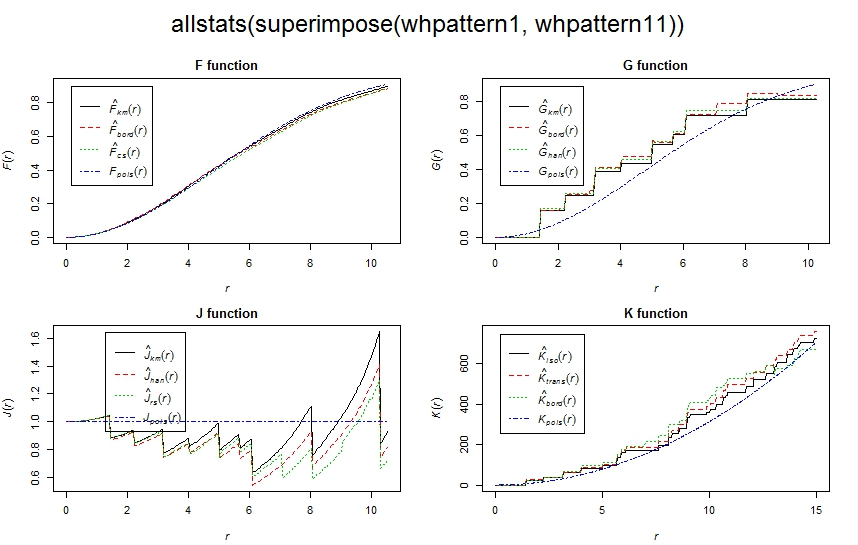 allstats(superimpose(whpattern1, whpattern11))
F function
F̂km(r)
F̂bord(r)
F̂cs(r)
Fpois(r)
F(r)
0.0 0.2 0.4 0.6 0.8
0 2 4 6 8 10
r
G function
Ĝkm(r)
Ĝbord(r)
Ĝhan(r)
Gpois(r)
G(r)
0.0 0.2 0.4 0.6 0.8
0 2 4 6 8 10
r
J function
Ĵkm(r)
Ĵhan(r)
Ĵrs(r)
Jpois(r)
J(r)
0.6 0.8 1.0 1.2 1.4 1.6
0 2 4 6 8 10
r
K function
K̂iso(r)
K̂trans(r)
K̂bord(r)
Kpois(r)
K(r)
0 200 400 600
0 5 10 15
r